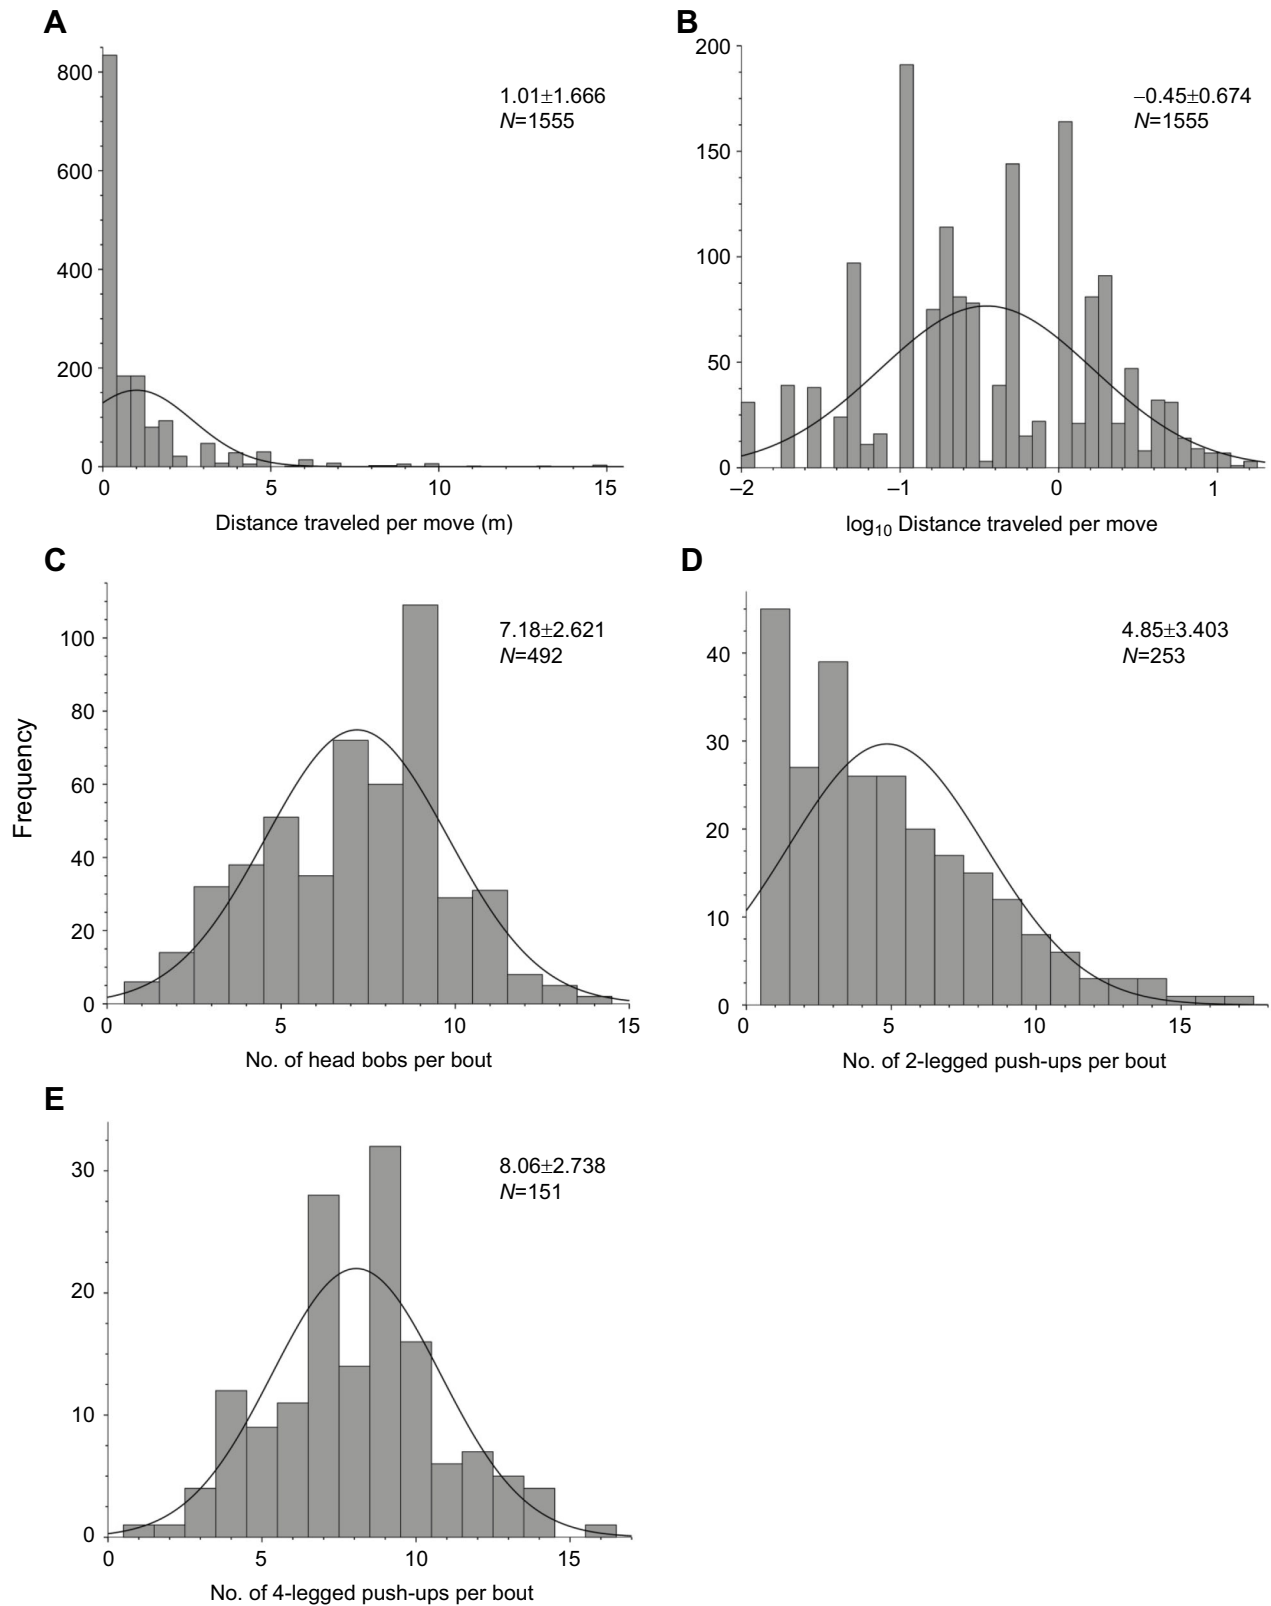 A
800
600
400
200
0
0 5 10 15
1.01±1.666
N=1555
Distance traveled per move (m)
B
200
150
100
50
0
–2 –1 0 1
–0.45±0.674
N=1555
log10 Distance traveled per move
Frequency
C
100
80
60
40
20
0
0 5 10 15
7.18±2.621
N=492
No. of head bobs per bout
D
40
30
20
10
0
0 5 10 15
4.85±3.403
N=253
No. of 2-legged push-ups per bout
E
30
20
10
0
0 5 10 15
8.06±2.738
N=151
No. of 4-legged push-ups per bout